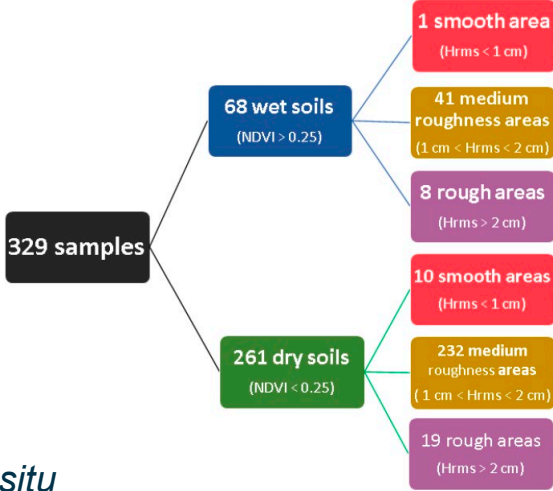 1 smooth area
(Hrms < 1 cm)
68 wet soils
(NDVI > 0.25)
41 medium
roughness areas
(1 cm < Hrms < 2 cm)
8 rough areas
(Hrms > 2 cm)
329 samples
10 smooth areas
(Hrms < 1 cm)
261 dry soils
(NDVI < 0.25)
232 medium
roughness areas
( 1 cm < Hrms < 2 cm)
19 rough areas
(Hrms > 2 cm)
situ